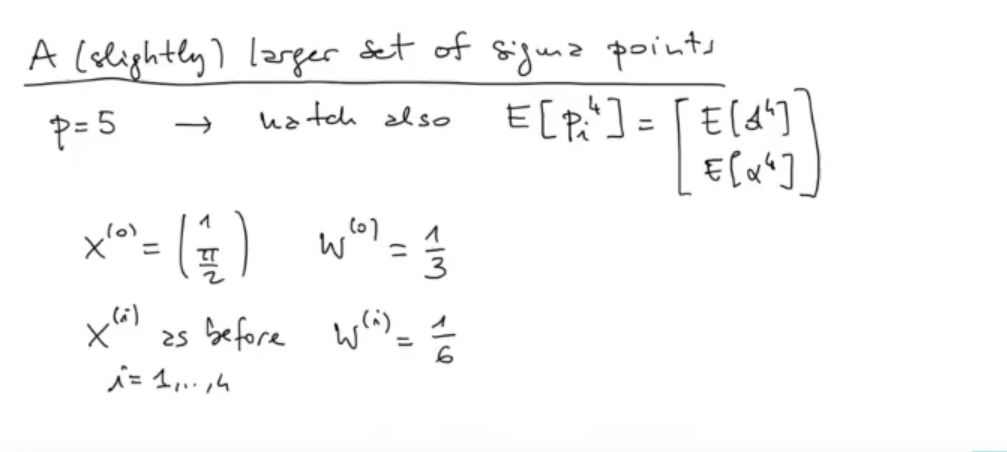 A (slightly) larger set of sigma points
p=5 → match also E[pᵢ⁴] = [E[d⁴] E[α⁴]]
X⁽⁰⁾ = (1 π/2) W⁽⁰⁾ = 1/3
X⁽ⁱ⁾ as before W⁽ⁱ⁾ = 1/6
i = 1,..,4